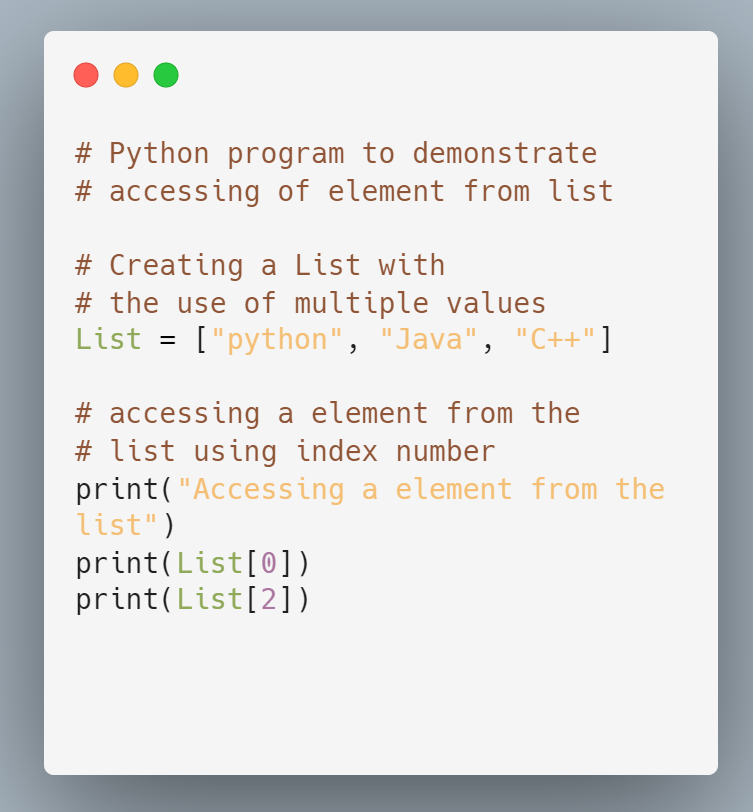 # Python program to demonstrate
# accessing of element from list
# Creating a List with
# the use of multiple values
List = ["python", "Java", "C++"]
# accessing a element from the
# list using index number
print("Accessing a element from the
list")
print(List[0])
print(List[2])